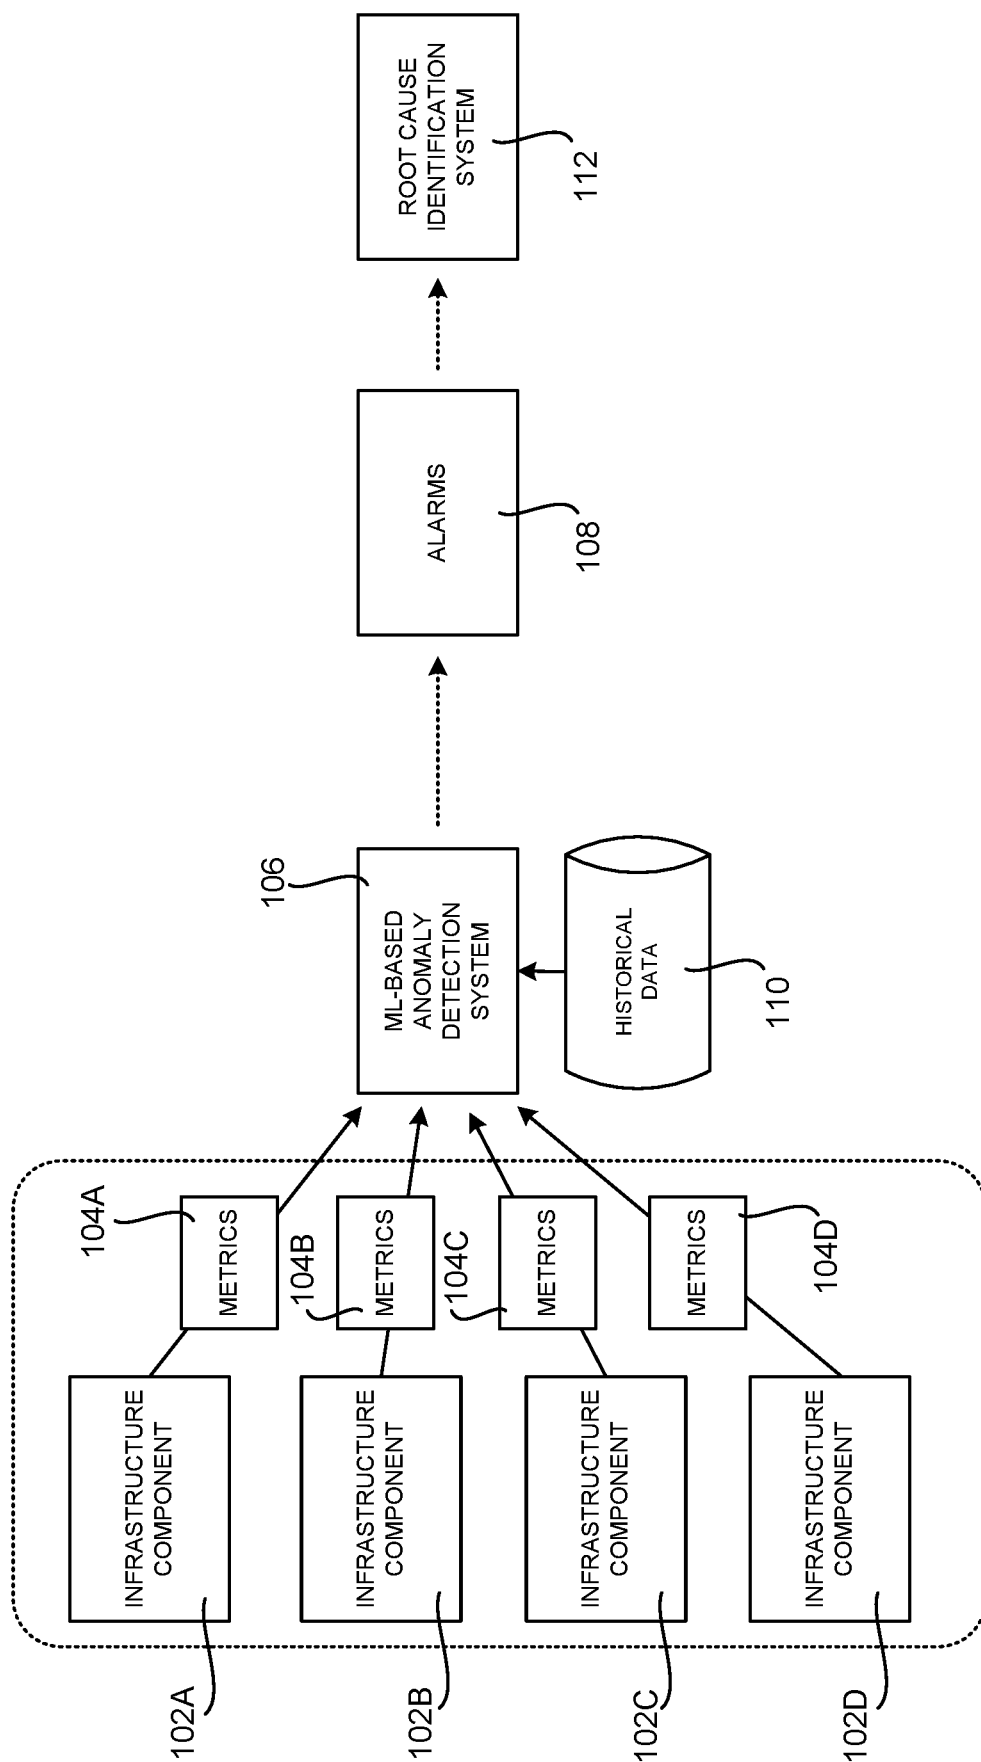 102A
INFRASTRUCTURE
COMPONENT
104A
METRICS
102B
INFRASTRUCTURE
COMPONENT
104B
METRICS
102C
INFRASTRUCTURE
COMPONENT
104C
METRICS
102D
INFRASTRUCTURE
COMPONENT
104D
METRICS
106
ML-BASED
ANOMALY
DETECTION
SYSTEM
HISTORICAL
DATA
110
ALARMS
108
ROOT CAUSE
IDENTIFICATION
SYSTEM
112